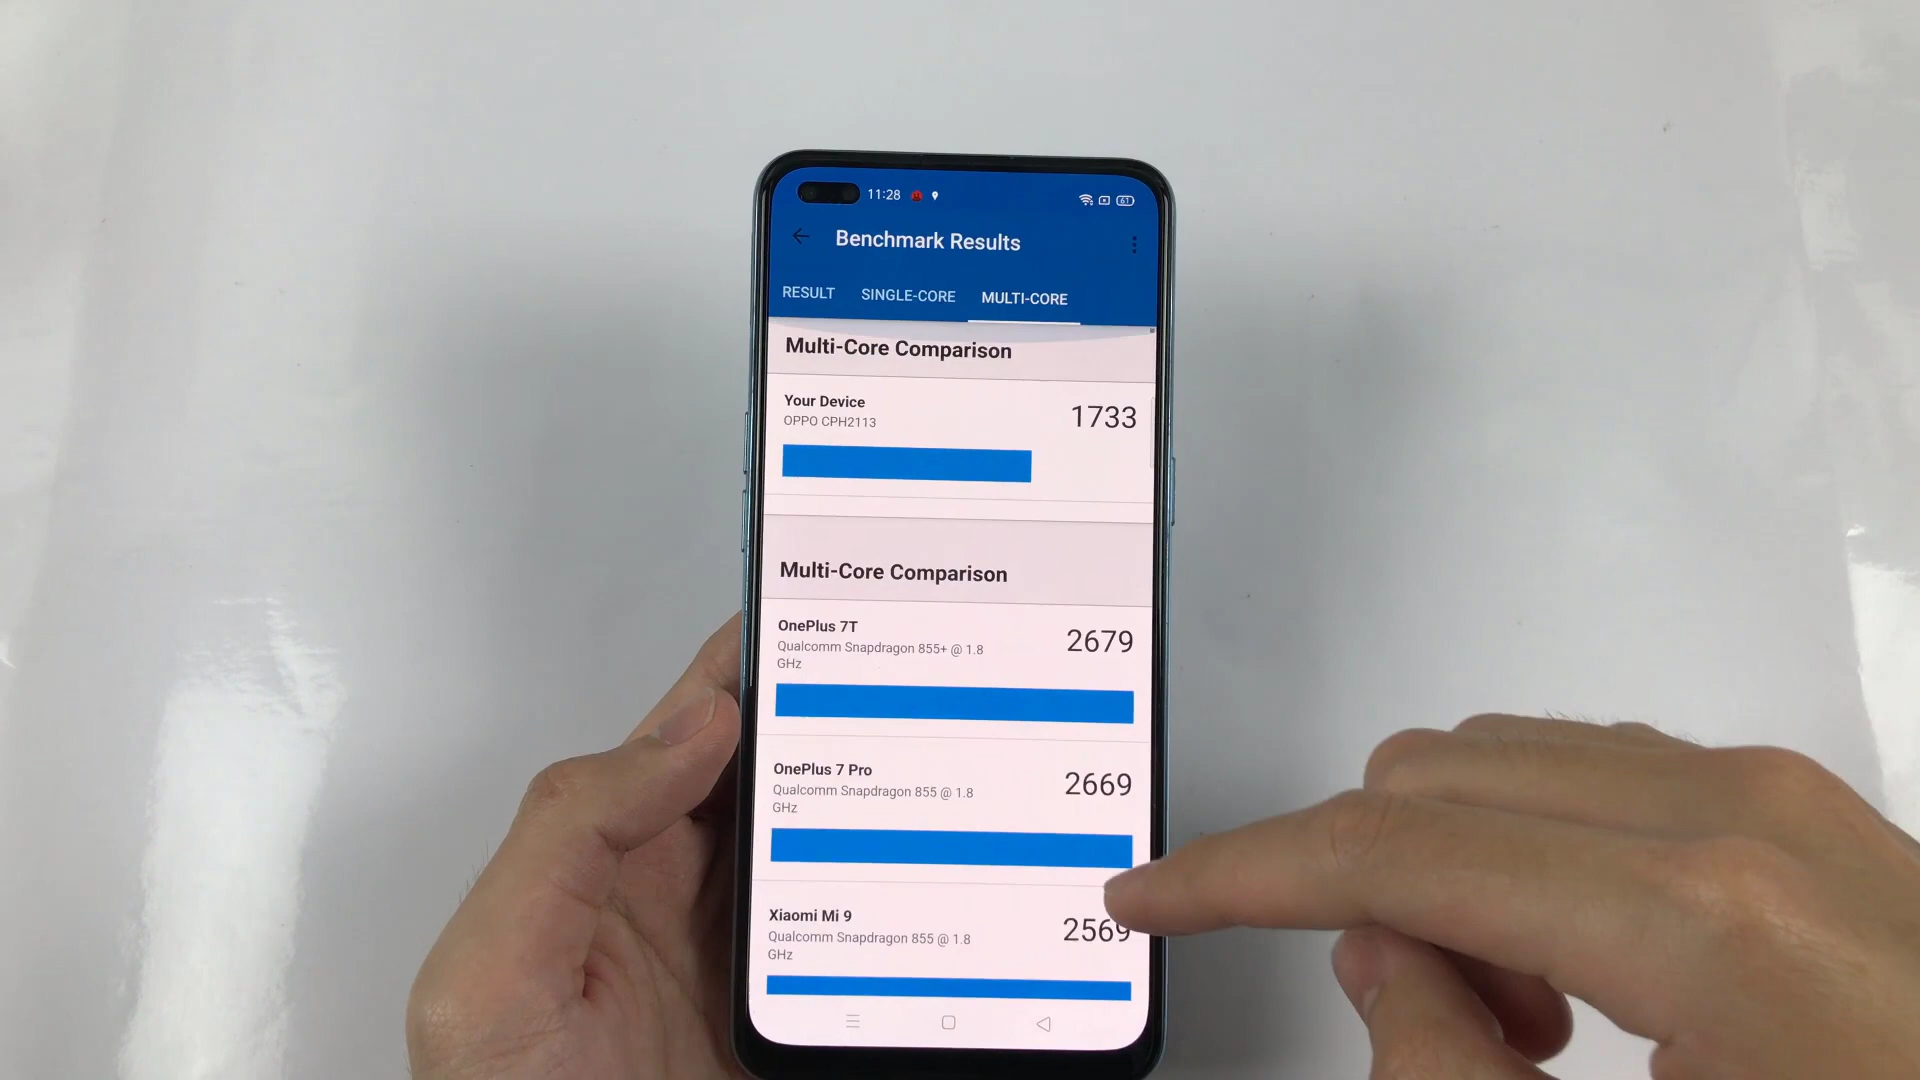 11:28
61
Benchmark Results
RESULT SINGLE-CORE MULTI-CORE
Multi-Core Comparison
Your Device
OPPO CPH2113
1733
Multi-Core Comparison
OnePlus 7T
Qualcomm Snapdragon 855+ @ 1.8
GHz
2679
OnePlus 7 Pro
Qualcomm Snapdragon 855 @ 1.8
GHz
2669
Xiaomi Mi 9
Qualcomm Snapdragon 855 @ 1.8
GHz
2569